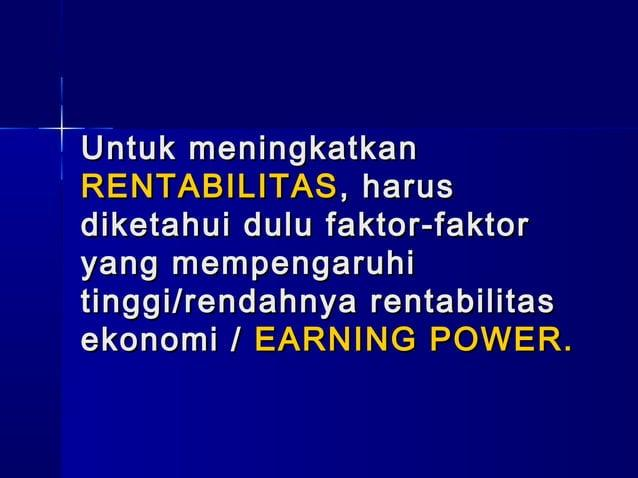 Untuk meningkatkan
RENTABILITAS, harus
diketahui dulu faktor-faktor
yang mempengaruhi
tinggi/rendahnya rentabilitas
ekonomi / EARNING POWER.